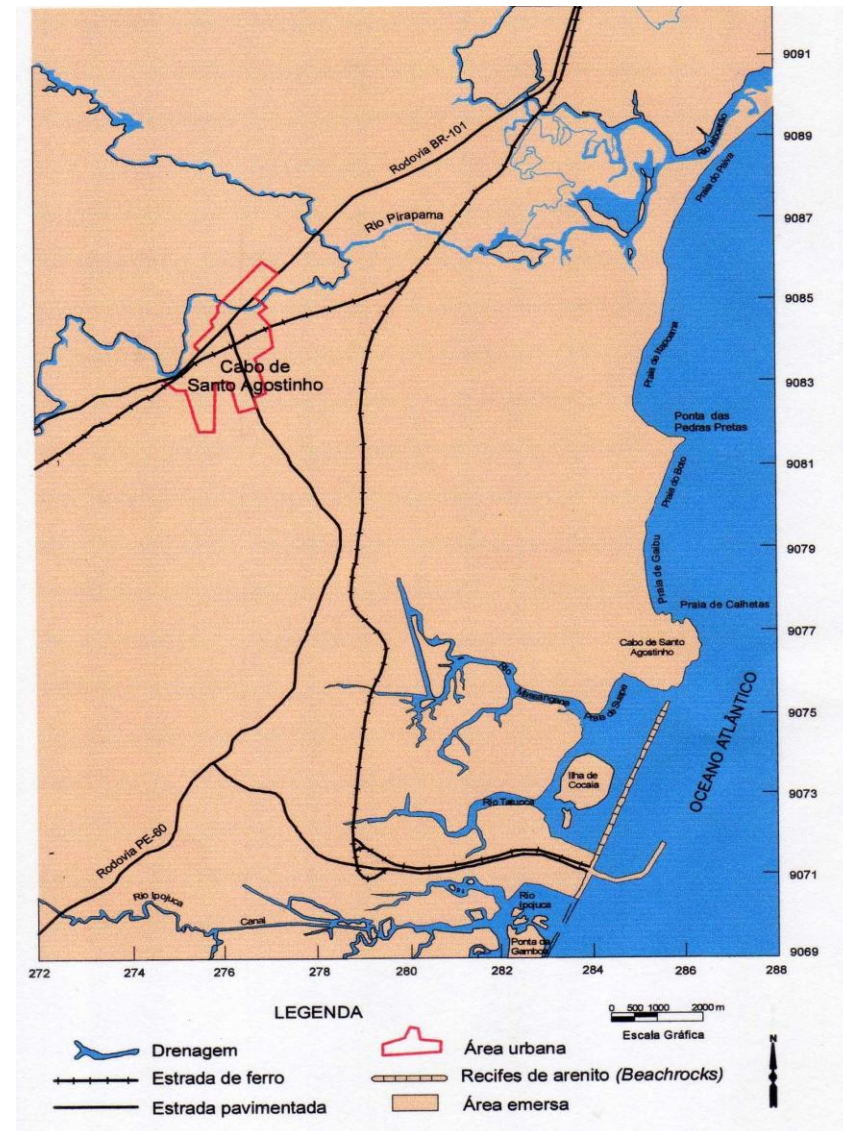 9091
Rodovia BR-101
9089
Rio Jaboatão
Praia do Paiva
9087
Rio Pirapama
9085
Praia de Itapoama
Cabo de
Santo Agostinho
9083
Ponta das
Pedras Pretas
9081
Praia do Boto
9079
Praia de Gaibu
Praia de Calhetas
9077
Cabo de Santo
Agostinho
Rio
Massangana
Praia de Suape
9075
OCEANO ATLÂNTICO
Ilha de
Cocaia
Rio Tatuoca
9073
Rodovia PE-60
9071
Rio Ipojuca
Canal
Rio
Ipojuca
Ponta da
Gamboa
9069
272 274 276 278 280 282 284 286 288
LEGENDA
0 500 1000 2000 m
Escala Gráfica
N
Drenagem
Área urbana
Estrada de ferro
Recifes de arenito (Beachrocks)
Estrada pavimentada
Área emersa